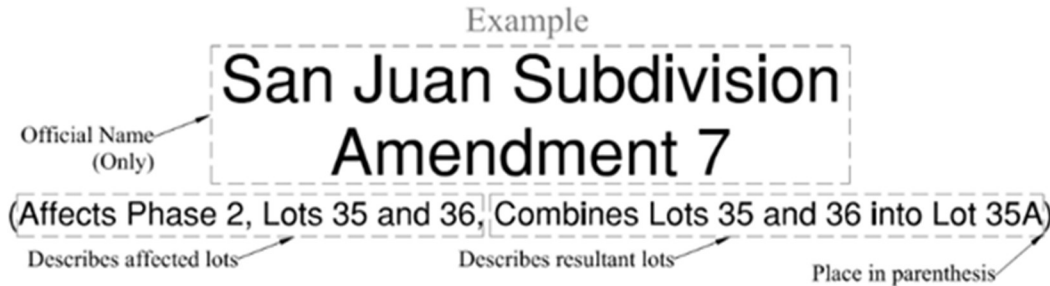 Example
San Juan Subdivision
Amendment 7
Official Name
(Only)
(Affects Phase 2, Lots 35 and 36, Combines Lots 35 and 36 into Lot 35A)
Describes affected lots
Describes resultant lots
Place in parenthesis